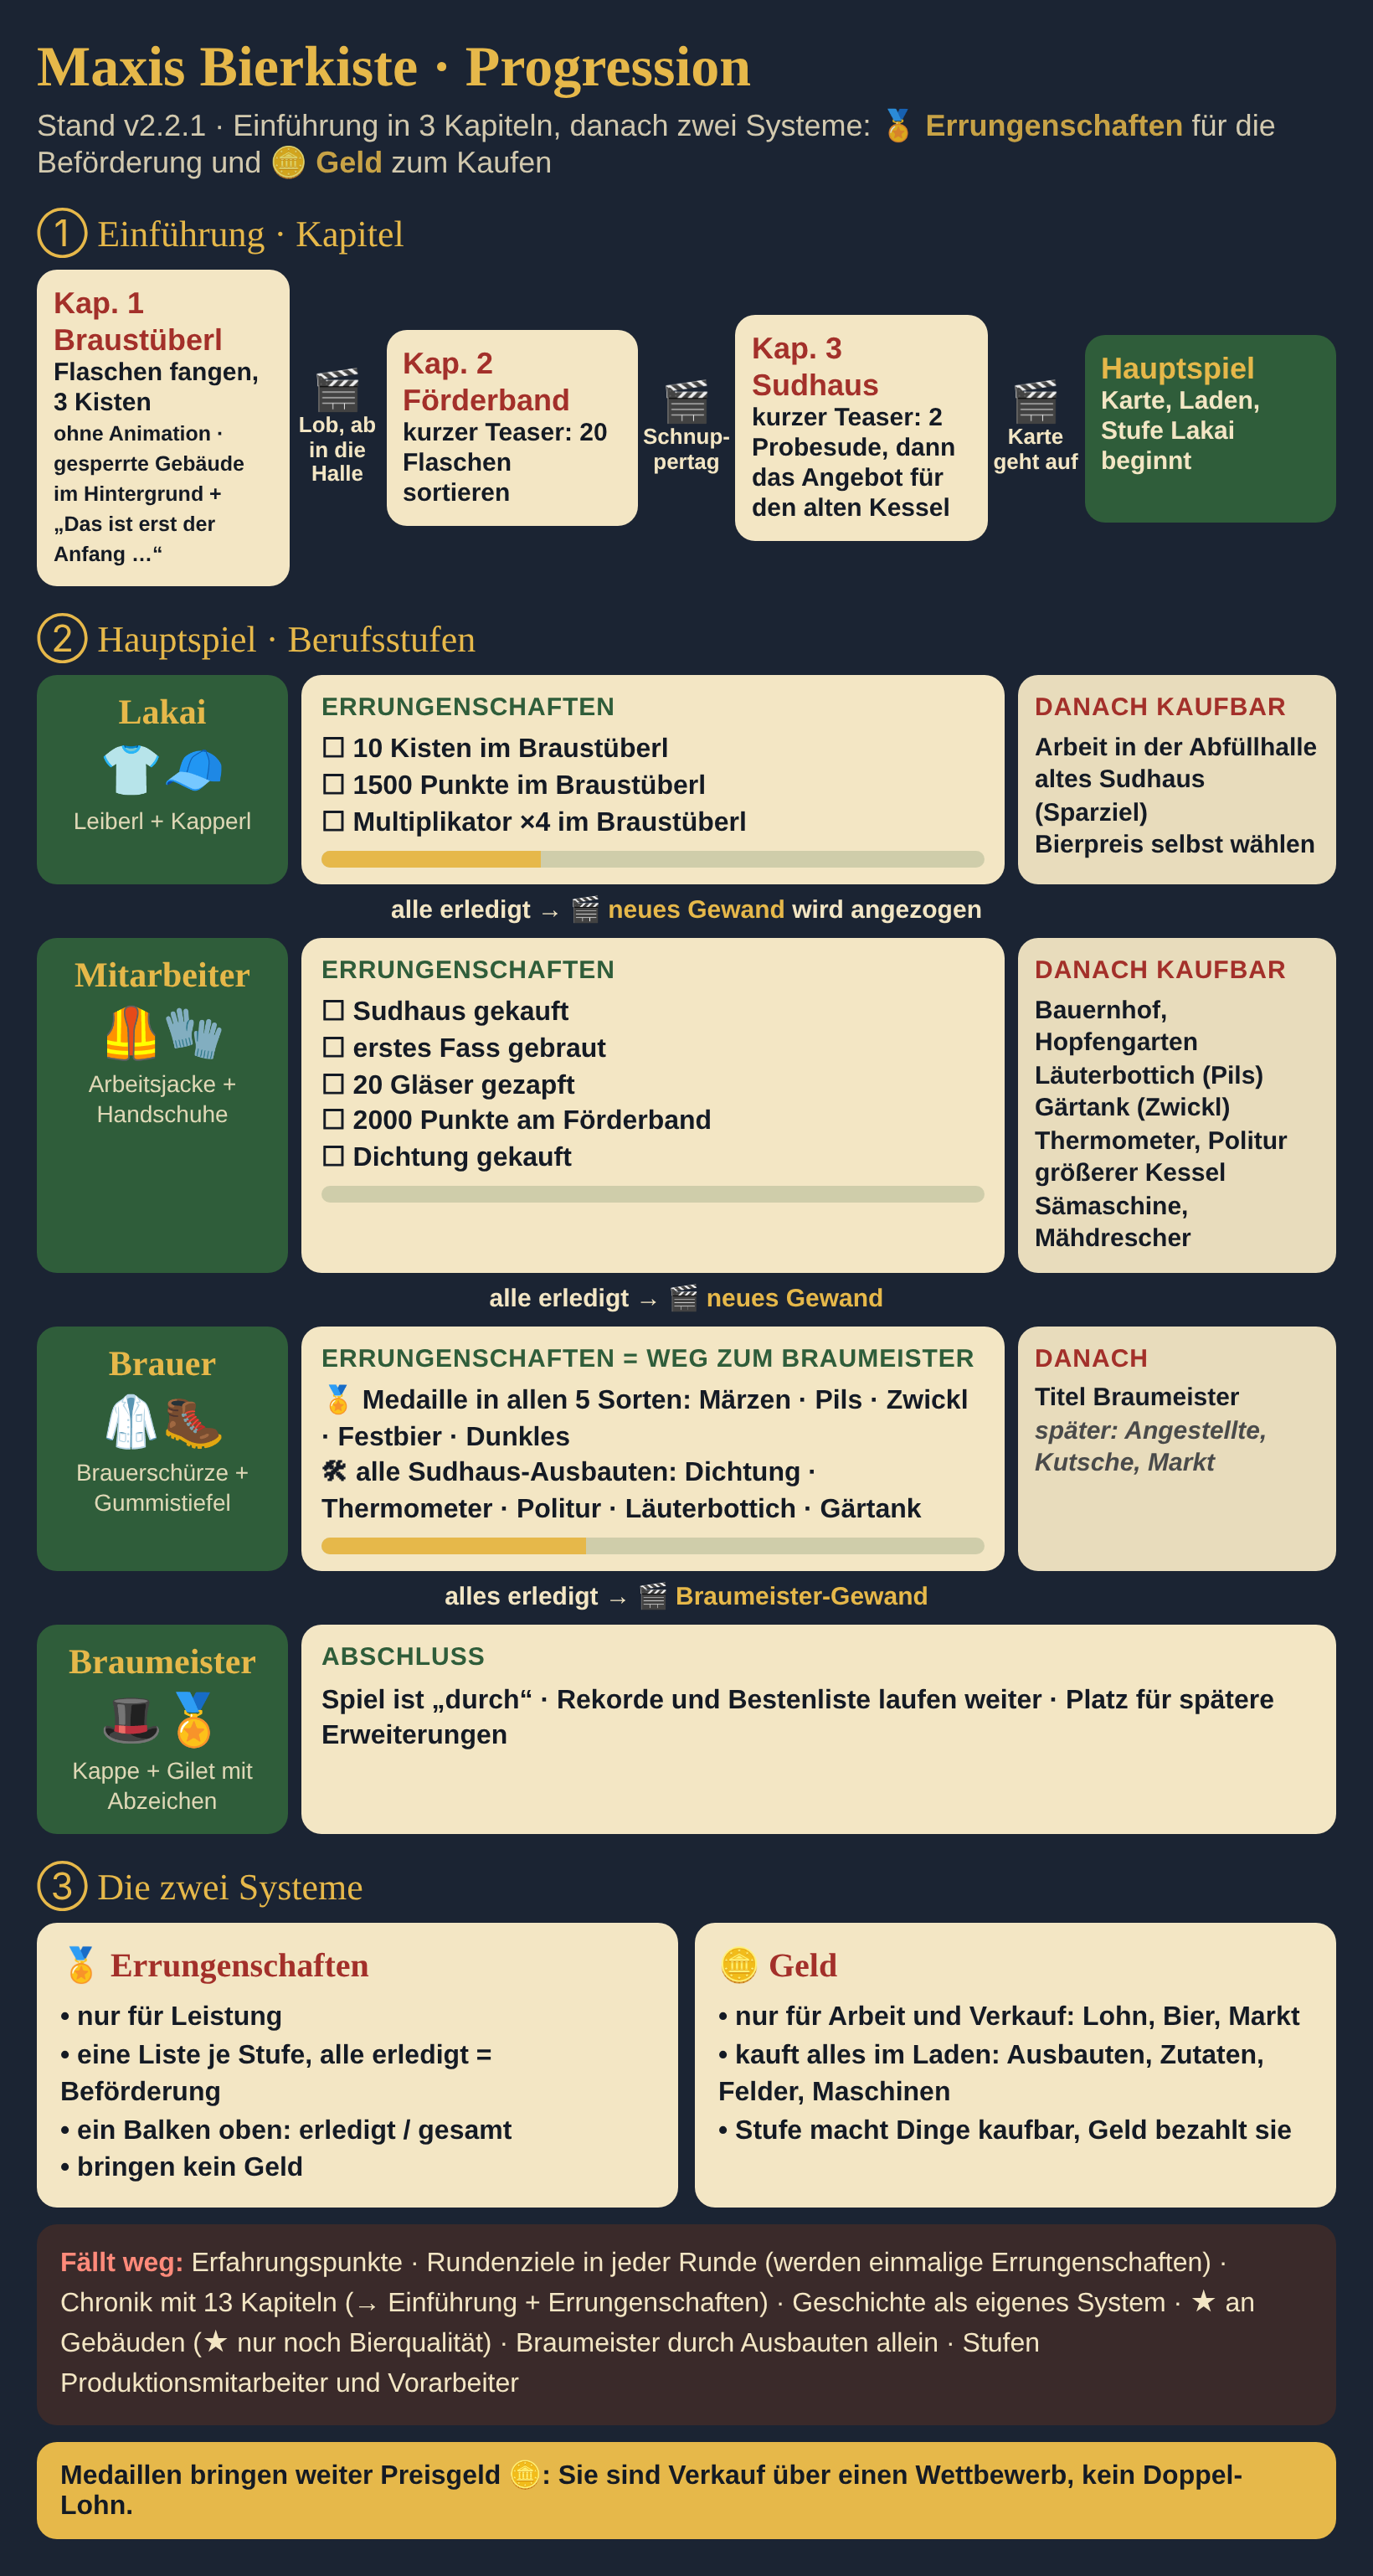 Maxis Bierkiste · Progression
Stand v2.2.1 · Einführung in 3 Kapiteln, danach zwei Systeme: 🏅 Errungenschaften für die
Beförderung und 🪙 Geld zum Kaufen
① Einführung · Kapitel
Kap. 1
Braustüberl
Flaschen fangen,
3 Kisten
ohne Animation ·
gesperrte Gebäude
im Hintergrund +
„Das ist erst der
Anfang …“
🎬
Lob, ab
in die
Halle
Kap. 2
Förderband
kurzer Teaser: 20
Flaschen
sortieren
🎬
Schnup-
pertag
Kap. 3
Sudhaus
kurzer Teaser: 2
Probesude, dann
das Angebot für
den alten Kessel
🎬
Karte
geht auf
Hauptspiel
Karte, Laden,
Stufe Lakai
beginnt
② Hauptspiel · Berufsstufen
Lakai
👕🧢
Leiberl + Kapperl
ERRUNGENSCHAFTEN
☐ 10 Kisten im Braustüberl
☐ 1500 Punkte im Braustüberl
☐ Multiplikator ×4 im Braustüberl
DANACH KAUFBAR
Arbeit in der Abfüllhalle
altes Sudhaus
(Sparziel)
Bierpreis selbst wählen
alle erledigt → 🎬 neues Gewand wird angezogen
Mitarbeiter
🦺🧤
Arbeitsjacke +
Handschuhe
ERRUNGENSCHAFTEN
☐ Sudhaus gekauft
☐ erstes Fass gebraut
☐ 20 Gläser gezapft
☐ 2000 Punkte am Förderband
☐ Dichtung gekauft
DANACH KAUFBAR
Bauernhof,
Hopfengarten
Läuterbottich (Pils)
Gärtank (Zwickl)
Thermometer, Politur
größerer Kessel
Sämaschine,
Mähdrescher
alle erledigt → 🎬 neues Gewand
Brauer
🥼🥾
Brauerschürze +
Gummistiefel
ERRUNGENSCHAFTEN = WEG ZUM BRAUMEISTER
🏅 Medaille in allen 5 Sorten: Märzen · Pils · Zwickl
· Festbier · Dunkles
🛠 alle Sudhaus-Ausbauten: Dichtung ·
Thermometer · Politur · Läuterbottich · Gärtank
DANACH
Titel Braumeister
später: Angestellte,
Kutsche, Markt
alles erledigt → 🎬 Braumeister-Gewand
Braumeister
🎩🏅
Kappe + Gilet mit
Abzeichen
ABSCHLUSS
Spiel ist „durch“ · Rekorde und Bestenliste laufen weiter · Platz für spätere
Erweiterungen
③ Die zwei Systeme
🏅 Errungenschaften
• nur für Leistung
• eine Liste je Stufe, alle erledigt =
Beförderung
• ein Balken oben: erledigt / gesamt
• bringen kein Geld
🪙 Geld
• nur für Arbeit und Verkauf: Lohn, Bier, Markt
• kauft alles im Laden: Ausbauten, Zutaten,
Felder, Maschinen
• Stufe macht Dinge kaufbar, Geld bezahlt sie
Fällt weg: Erfahrungspunkte · Rundenziele in jeder Runde (werden einmalige Errungenschaften) ·
Chronik mit 13 Kapiteln (→ Einführung + Errungenschaften) · Geschichte als eigenes System · ★ an
Gebäuden (★ nur noch Bierqualität) · Braumeister durch Ausbauten allein · Stufen
Produktionsmitarbeiter und Vorarbeiter
Medaillen bringen weiter Preisgeld 🪙: Sie sind Verkauf über einen Wettbewerb, kein Doppel-
Lohn.